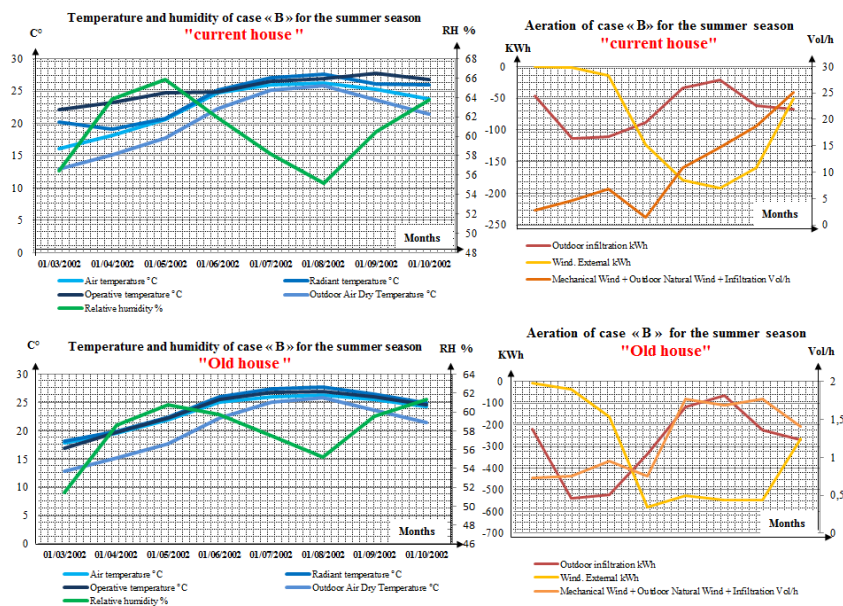 Temperature and humidity of case « B » for the summer season
"current house "
C°
RH %
30
25
20
15
10
5
0
68
66
64
62
60
58
56
54
52
50
48
Months
01/03/2002 01/04/2002 01/05/2002 01/06/2002 01/07/2002 01/08/2002 01/09/2002 01/10/2002
Air temperature °C
Radiant temperature °C
Operative temperature °C
Outdoor Air Dry Temperature °C
Relative humidity %
Aeration of case « B» for the summer season
"current house"
KWh
Vol/h
0
-50
-100
-150
-200
-250
30
25
20
15
10
5
0
Months
Outdoor infiltration kWh
Wind. External kWh
Mechanical Wind + Outdoor Natural Wind + Infiltration Vol/h
Temperature and humidity of case « B» for the summer season
"Old house "
C°
RH %
30
25
20
15
10
5
0
64
62
60
58
56
54
52
50
48
46
Months
01/03/2002 01/04/2002 01/05/2002 01/06/2002 01/07/2002 01/08/2002 01/09/2002 01/10/2002
Air temperature °C
Radiant temperature °C
Operative temperature °C
Outdoor Air Dry Temperature °C
Relative humidity %
Aeration of case « B » for the summer season
"Old house"
KWh
Vol/h
0
-100
-200
-300
-400
-500
-600
-700
2
1,5
1
0,5
0
Months
Outdoor infiltration kWh
Wind. External kWh
Mechanical Wind + Outdoor Natural Wind + Infiltration Vol/h